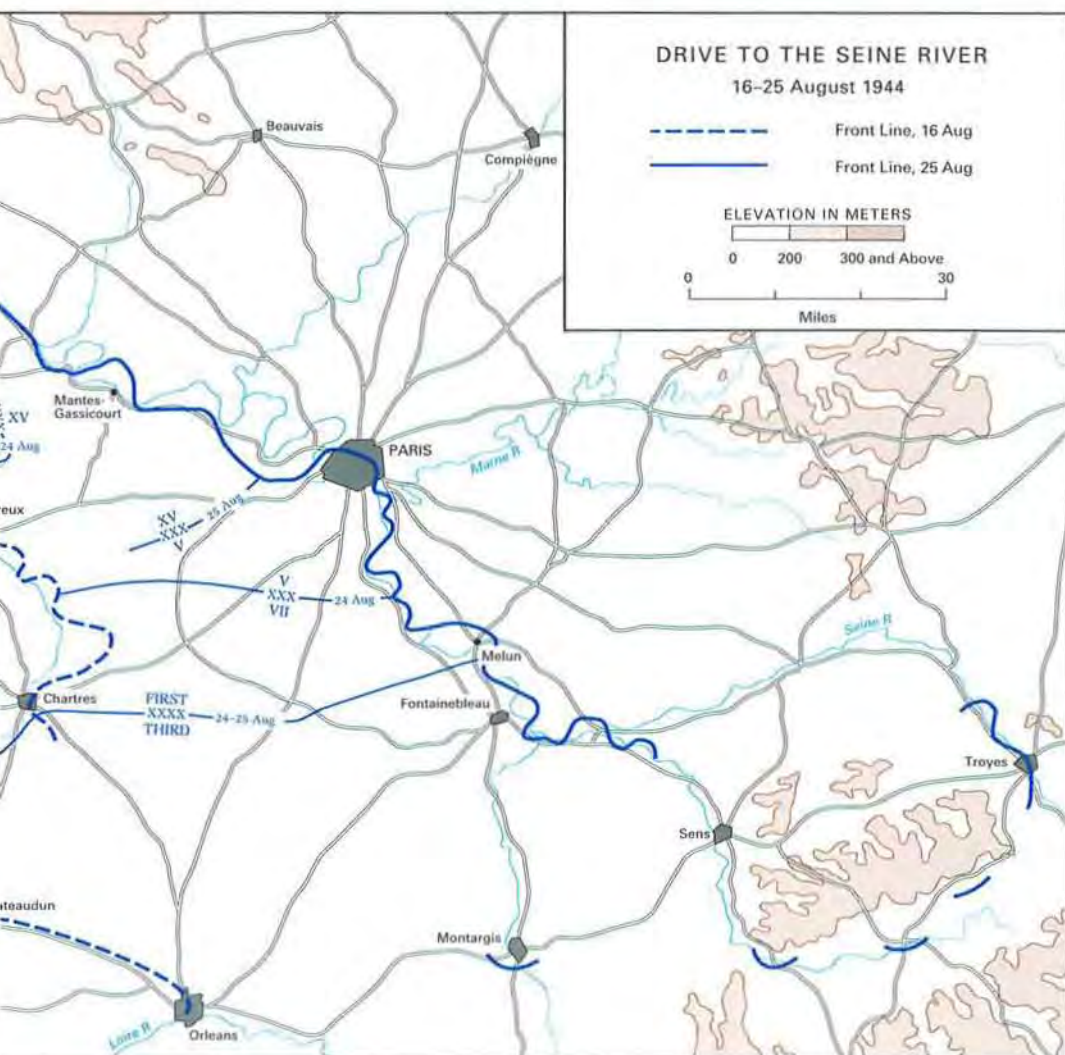 DRIVE TO THE SEINE RIVER
16–25 August 1944
Front Line, 16 Aug
Front Line, 25 Aug
ELEVATION IN METERS
0 200 300 and Above
0 30
Miles
Beauvais
Compiègne
Mantes-
Gassicourt
XV
24 Aug
PARIS
Marne R
reux
XV
XXX
V
25 Aug
V
XXX
VII
24 Aug
Seine R
Melun
Chartres
FIRST
XXXX
THIRD
24–25 Aug
Fontainebleau
Troyes
Sens
ateaudun
Montargis
Loire R
Orleans